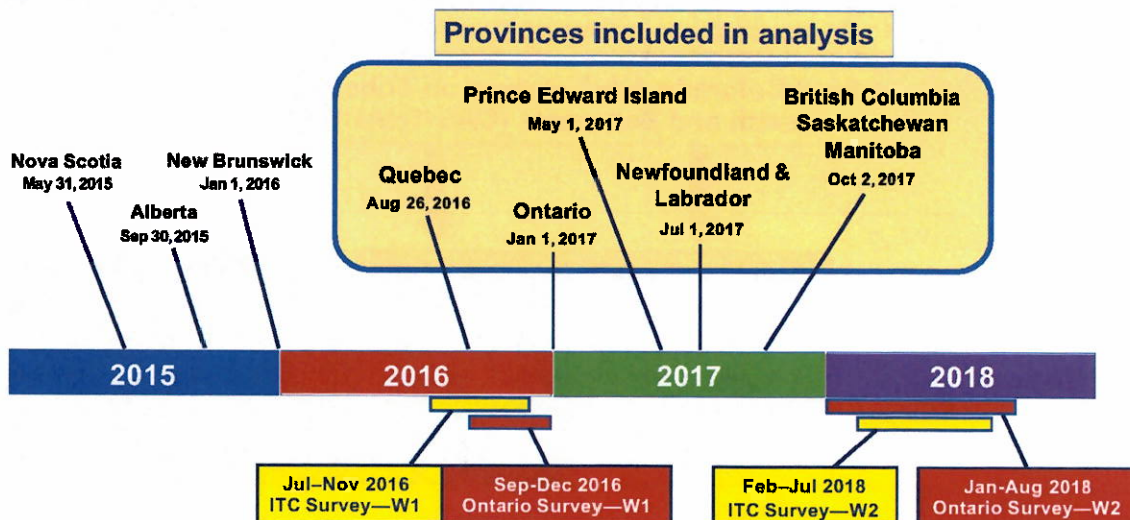 Provinces included in analysis
Prince Edward Island
May 1, 2017
British Columbia
Saskatchewan
Manitoba
Oct 2, 2017
Nova Scotia
May 31, 2015
New Brunswick
Jan 1, 2016
Quebec
Aug 26, 2016
Newfoundland &
Labrador
Jul 1, 2017
Alberta
Sep 30, 2015
Ontario
Jan 1, 2017
2015
2016
2017
2018
Jul–Nov 2016
ITC Survey—W1
Sep-Dec 2016
Ontario Survey—W1
Feb–Jul 2018
ITC Survey—W2
Jan-Aug 2018
Ontario Survey—W2